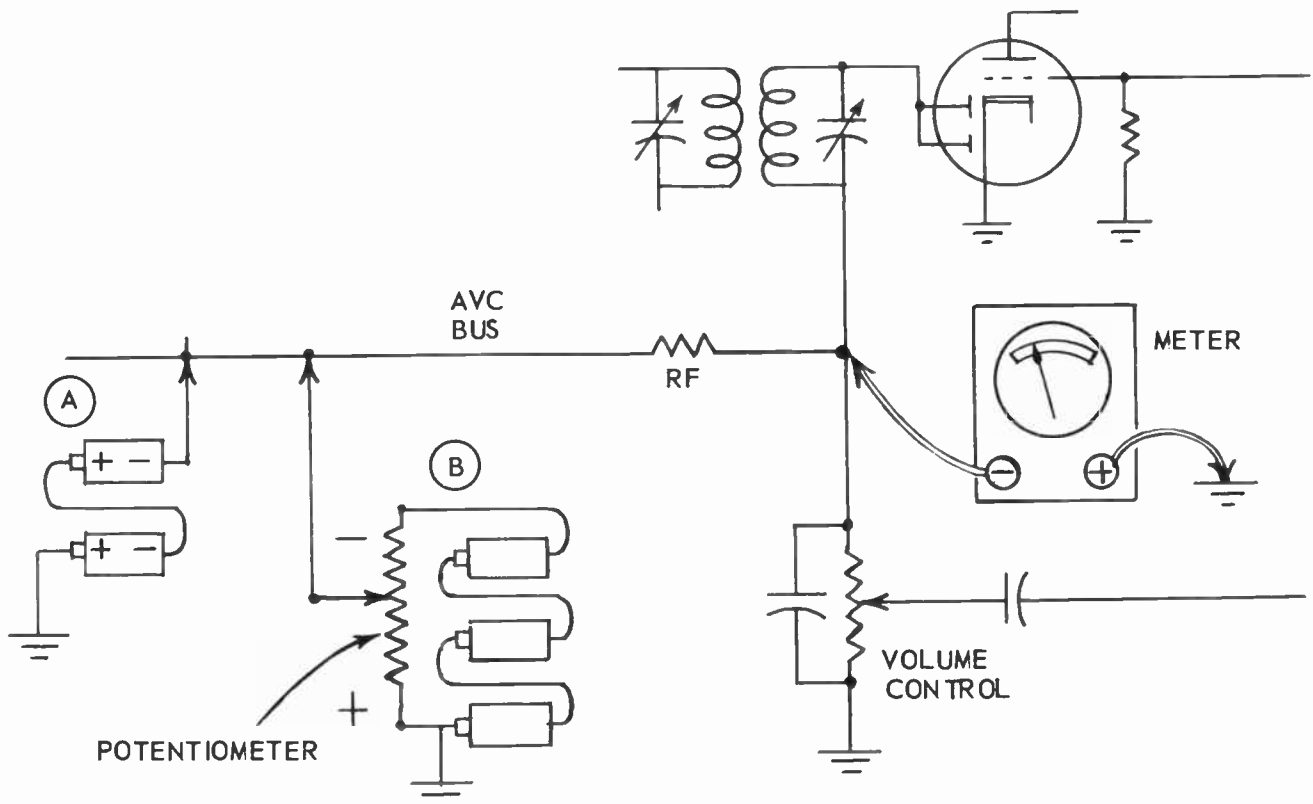 AVC
BUS
RF
METER
A
+ −
+ −
B
−
+
− +
POTENTIOMETER
VOLUME
CONTROL